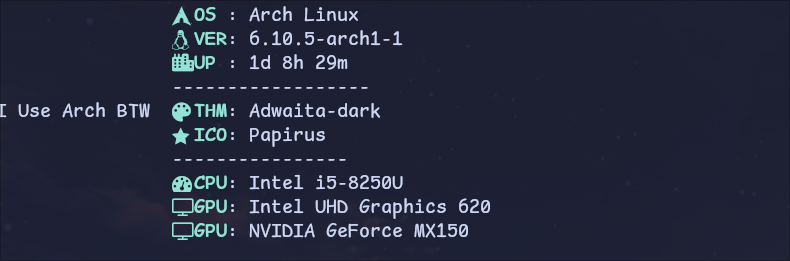 OS : Arch Linux
VER: 6.10.5-arch1-1
UP : 1d 8h 29m
------------------
I Use Arch BTW THM: Adwaita-dark
ICO: Papirus
----------------
CPU: Intel i5-8250U
GPU: Intel UHD Graphics 620
GPU: NVIDIA GeForce MX150